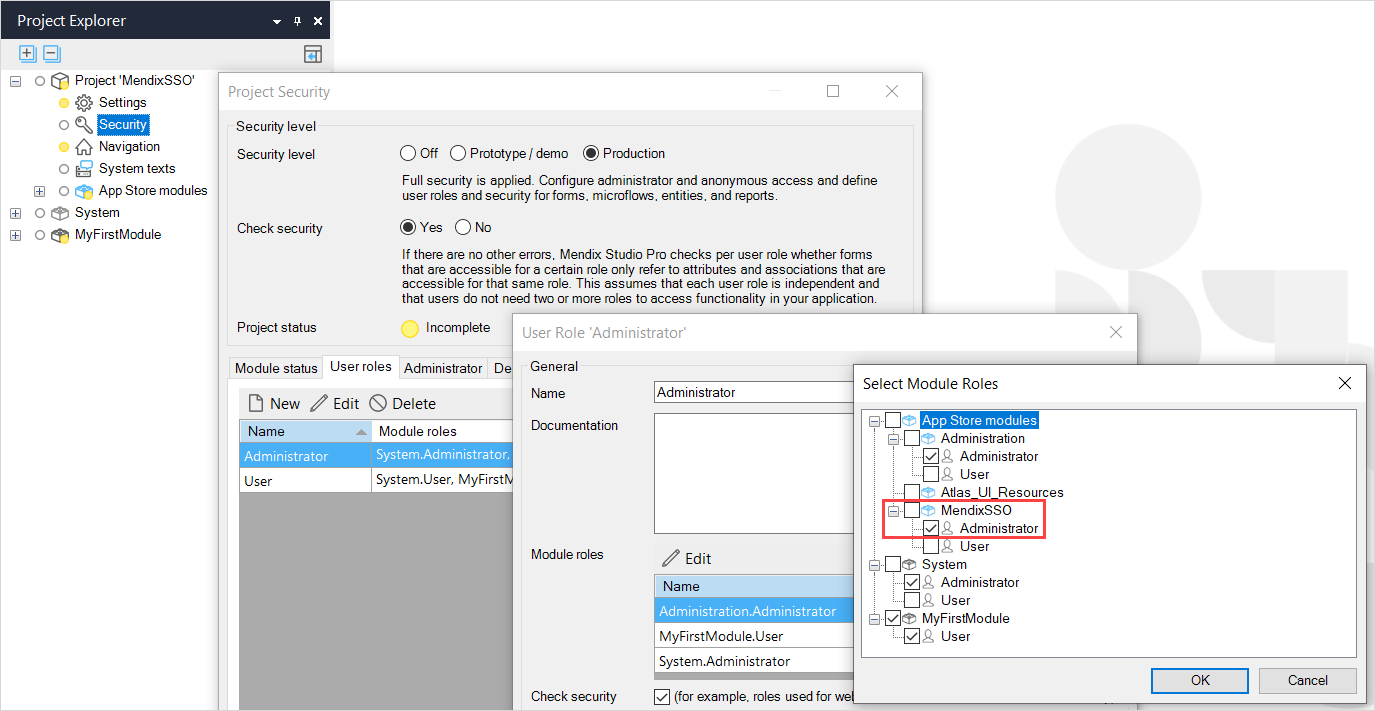 Project Explorer
Project 'MendixSSO'
Settings
Security
Navigation
System texts
App Store modules
System
MyFirstModule
Project Security
Security level
Security level
Off
Prototype / demo
Production
Full security is applied. Configure administrator and anonymous access and define
user roles and security for forms, microflows, entities, and reports.
Check security
Yes
No
If there are no other errors, Mendix Studio Pro checks per user role whether forms
that are accessible for a certain role only refer to attributes and associations that are
accessible for that same role. This assumes that each user role is independent and
that users do not need two or more roles to access functionality in your application.
Project status
Incomplete
Module status
User roles
Administrator
De
New
Edit
Delete
Name
Module roles
Administrator
System.Administrator,
User
System.User, MyFirstM
User Role 'Administrator'
General
Name
Administrator
Documentation
Module roles
Edit
Name
Administration.Administrator
MyFirstModule.User
System.Administrator
Check security
(for example, roles used for web
Select Module Roles
App Store modules
Administration
Administrator
User
Atlas_UI_Resources
MendixSSO
Administrator
User
System
Administrator
User
MyFirstModule
User
OK
Cancel